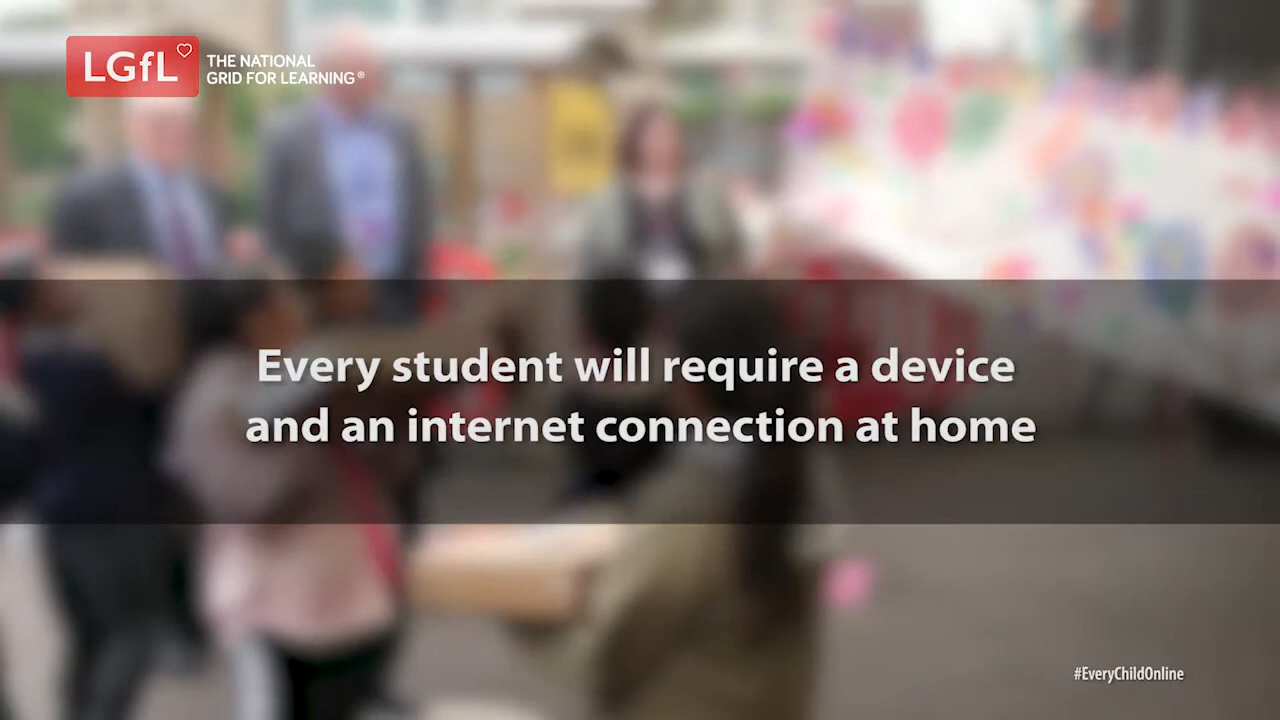 LGfL
THE NATIONAL
GRID FOR LEARNING®
Every student will require a device
and an internet connection at home
#EveryChildOnline